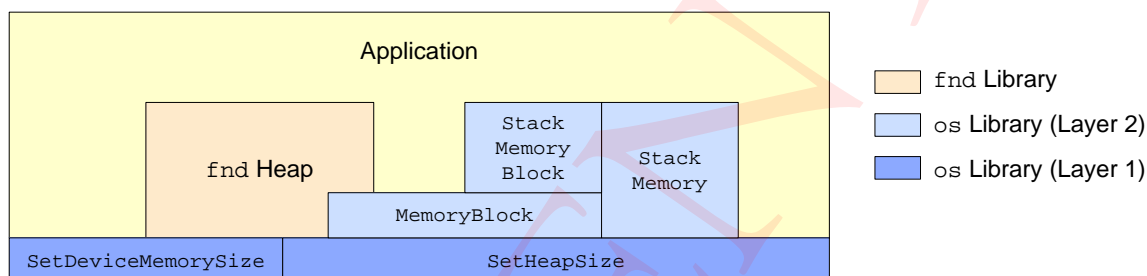 Application
fnd Library
Stack
Memory
Block
Stack
Memory
os Library (Layer 2)
fnd Heap
os Library (Layer 1)
MemoryBlock
SetDeviceMemorySize
SetHeapSize